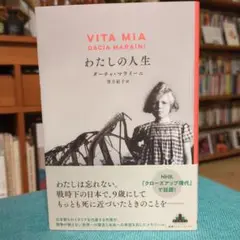 VITA MIA
DACIA MARAINI
わたしの人生
ダーチャ・マライーニ
望月紀子 訳
NHK
「クローズアップ現代」
で話題!
わたしは忘れない。
戦時下の日本で、9歳にして
もっとも死に近づいたときのことを